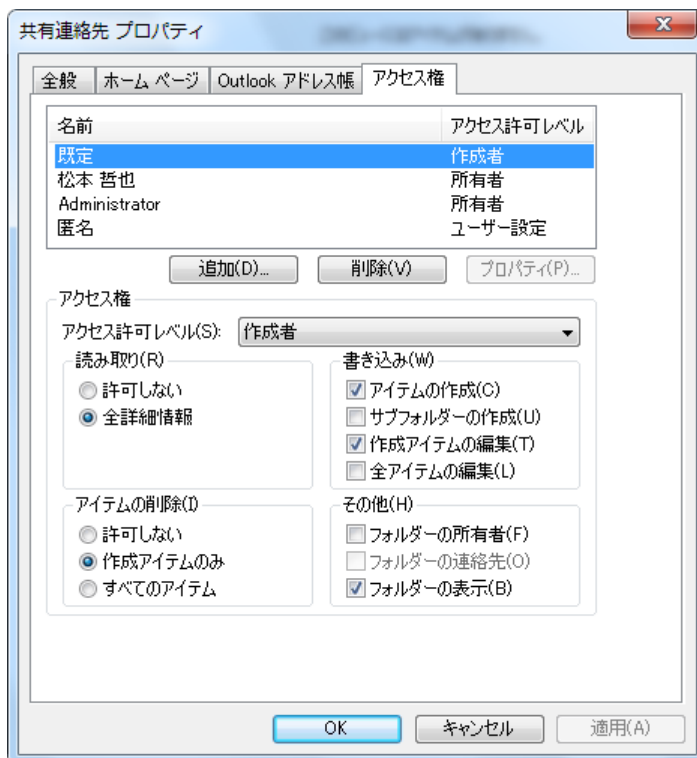 共有連絡先 プロパティ
全般 ホーム ページ Outlook アドレス帳 アクセス権
名前 アクセス許可レベル
既定 作成者
松本 哲也 所有者
Administrator 所有者
匿名 ユーザー設定
追加(D)... 削除(V) プロパティ(P)...
アクセス権
アクセス許可レベル(S): 作成者
読み取り(R)
許可しない
全詳細情報
書き込み(W)
アイテムの作成(C)
サブフォルダーの作成(U)
作成アイテムの編集(T)
全アイテムの編集(L)
アイテムの削除(I)
許可しない
作成アイテムのみ
すべてのアイテム
その他(H)
フォルダーの所有者(F)
フォルダーの連絡先(O)
フォルダーの表示(B)
OK キャンセル 適用(A)